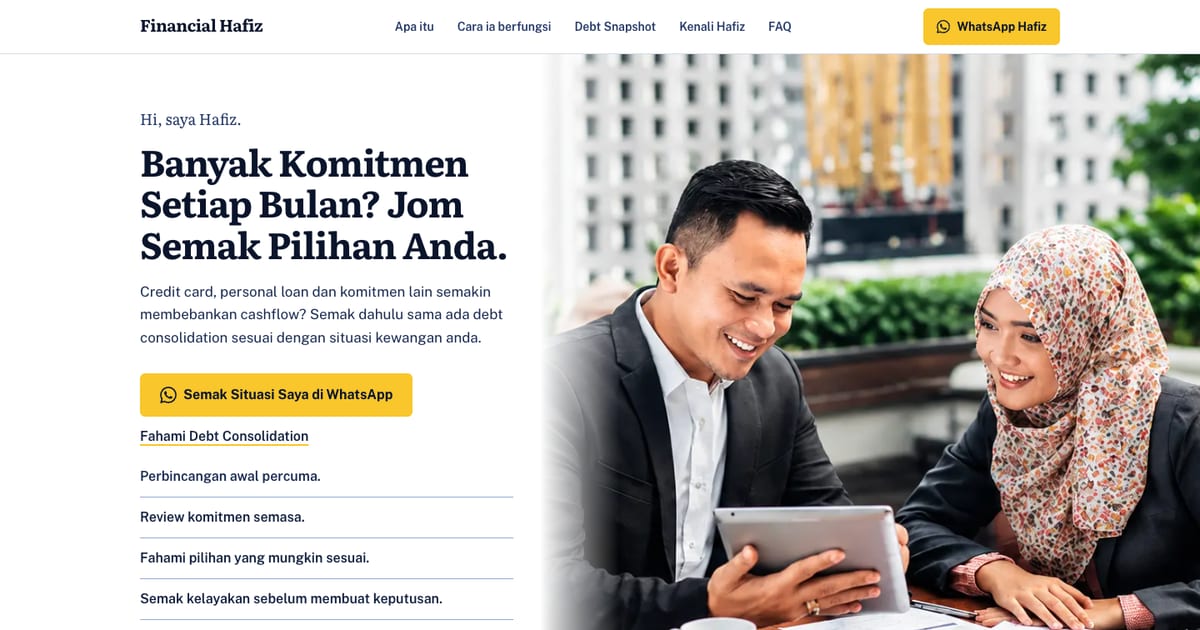 Financial Hafiz
Apa itu
Cara ia berfungsi
Debt Snapshot
Kenali Hafiz
FAQ
WhatsApp Hafiz
Hi, saya Hafiz.
Banyak Komitmen
Setiap Bulan? Jom
Semak Pilihan Anda.
Credit card, personal loan dan komitmen lain semakin
membebankan cashflow? Semak dahulu sama ada debt
consolidation sesuai dengan situasi kewangan anda.
Semak Situasi Saya di WhatsApp
Fahami Debt Consolidation
Perbincangan awal percuma.
Review komitmen semasa.
Fahami pilihan yang mungkin sesuai.
Semak kelayakan sebelum membuat keputusan.